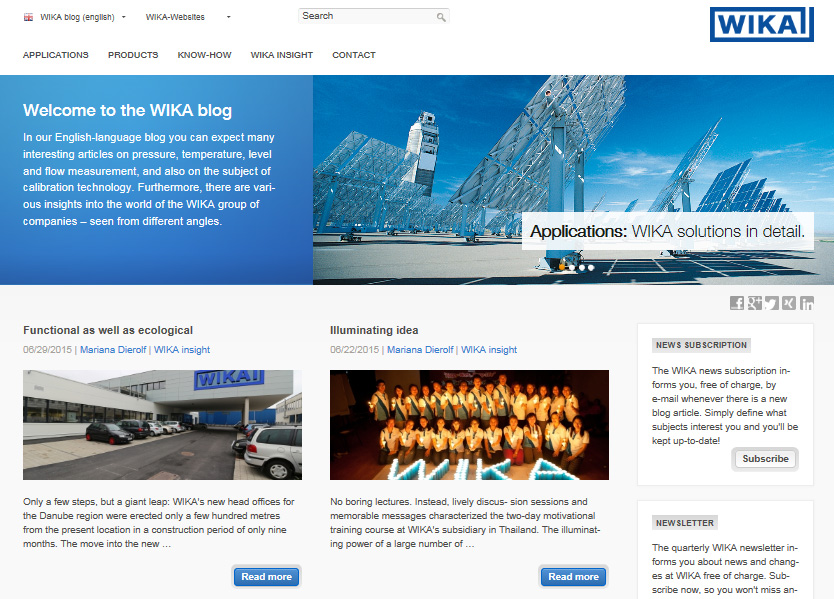 WIKA blog (english)
WIKA-Websites
Search
WIKA
APPLICATIONS
PRODUCTS
KNOW-HOW
WIKA INSIGHT
CONTACT
Welcome to the WIKA blog
In our English-language blog you can expect many
interesting articles on pressure, temperature, level
and flow measurement, and also on the subject of
calibration technology. Furthermore, there are vari-
ous insights into the world of the WIKA group of
companies – seen from different angles.
Applications: WIKA solutions in detail.
Functional as well as ecological
06/29/2015 | Mariana Dierolf | WIKA insight
WIKA
Only a few steps, but a giant leap: WIKA's new head offices for
the Danube region were erected only a few hundred metres
from the present location in a construction period of only nine
months. The move into the new …
Read more
Illuminating idea
06/22/2015 | Mariana Dierolf | WIKA insight
WIKA
No boring lectures. Instead, lively discus- sion sessions and
memorable messages characterized the two-day motivational
training course at WIKA's subsidiary in Thailand. The illuminat-
ing power of a large number of …
Read more
NEWS SUBSCRIPTION
The WIKA news subscription in-
forms you, free of charge, by
e-mail whenever there is a new
blog article. Simply define what
subjects interest you and you'll be
kept up-to-date!
Subscribe
NEWSLETTER
The quarterly WIKA newsletter in-
forms you about news and chang-
es at WIKA free of charge. Sub-
scribe now, so you won't miss an-